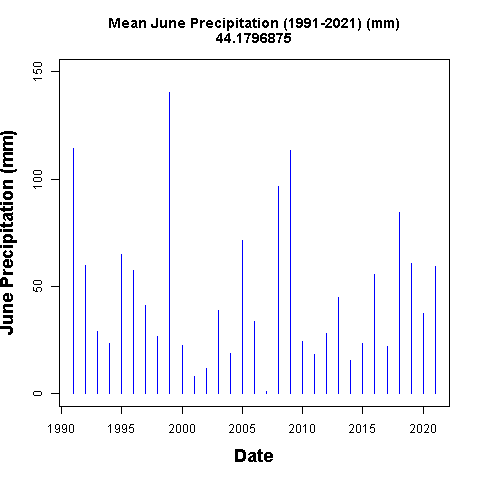 Mean June Precipitation (1991-2021) (mm)
44.1796875
150
100
50
0
June Precipitation (mm)
1990 1995 2000 2005 2010 2015 2020
Date